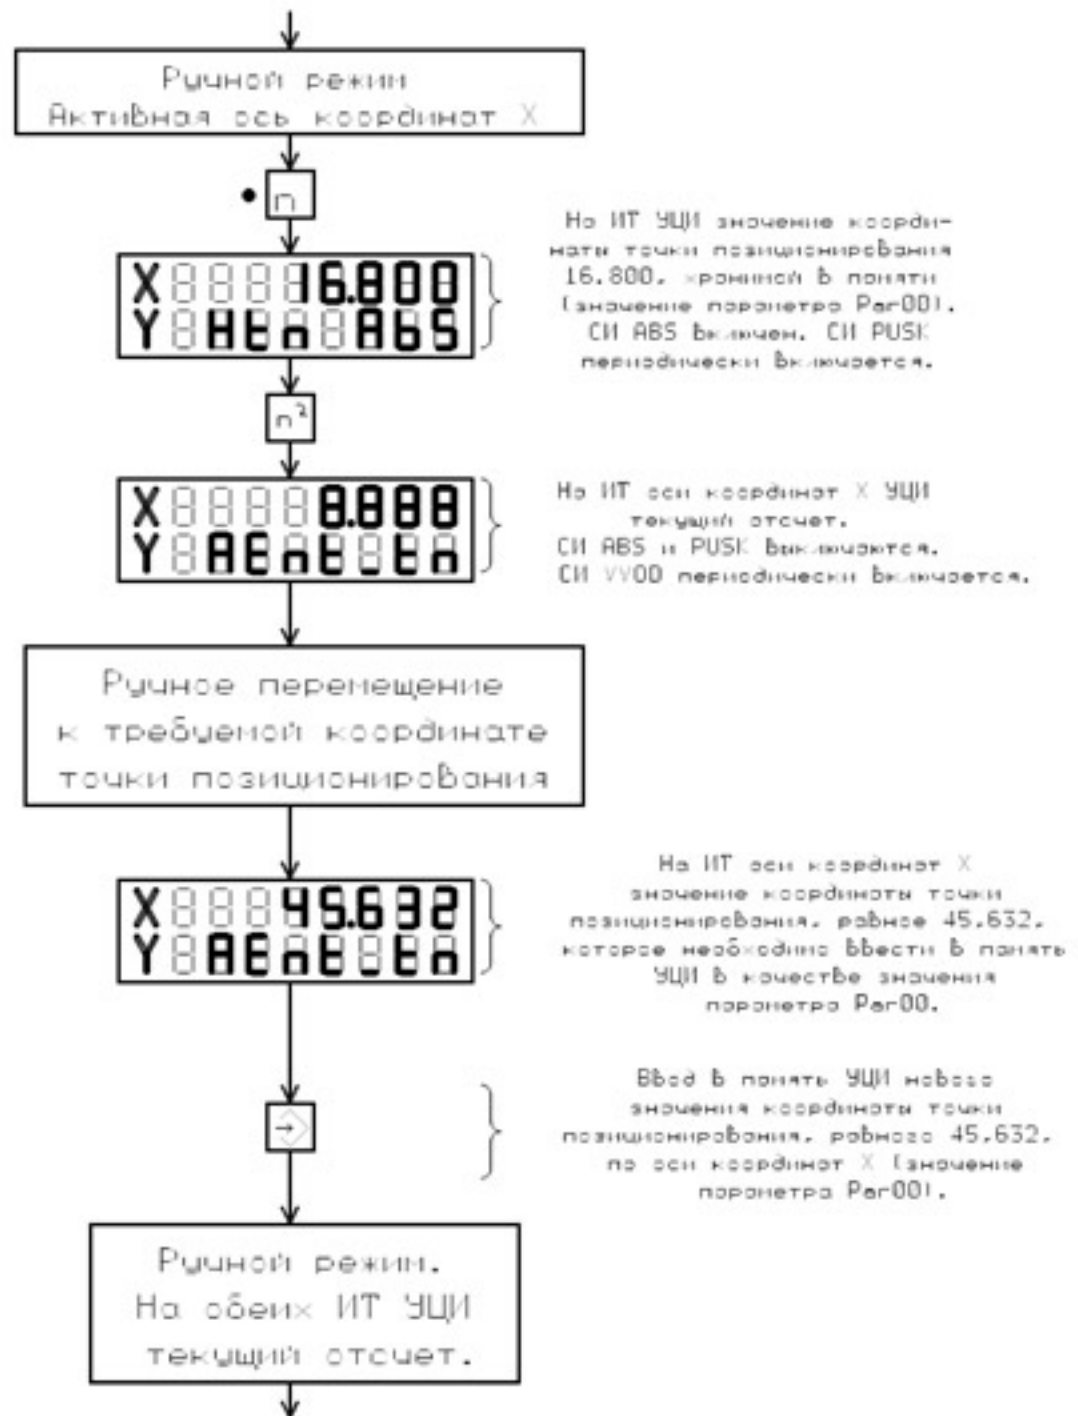 Ручной режим
Активная ось координат X
n
X 16.800
Y Htn AbS
На ИТ УЦИ значение коорди-
наты точки позиционирования
16.800, хранимой в памяти
(значение параметра Par00).
СИ ABS включен. СИ PUSK
периодически включается.
n²
X 8.888
Y AEnt_tn
На ИТ оси координат X УЦИ
текущий отсчет.
СИ ABS и PUSK выключаются.
СИ VVOD периодически включается.
Ручное перемещение
к требуемой координате
точки позиционирования
X 45.632
Y AEnt_tn
На ИТ оси координат X
значение координаты точки
позиционирования, равное 45.632,
которое необходимо ввести в память
УЦИ в качестве значения
параметра Par00.
Ввод в память УЦИ нового
значения координаты точки
позиционирования, равного 45.632,
по оси координат X (значение
параметра Par00).
Ручной режим.
На обеих ИТ УЦИ
текущий отсчет.